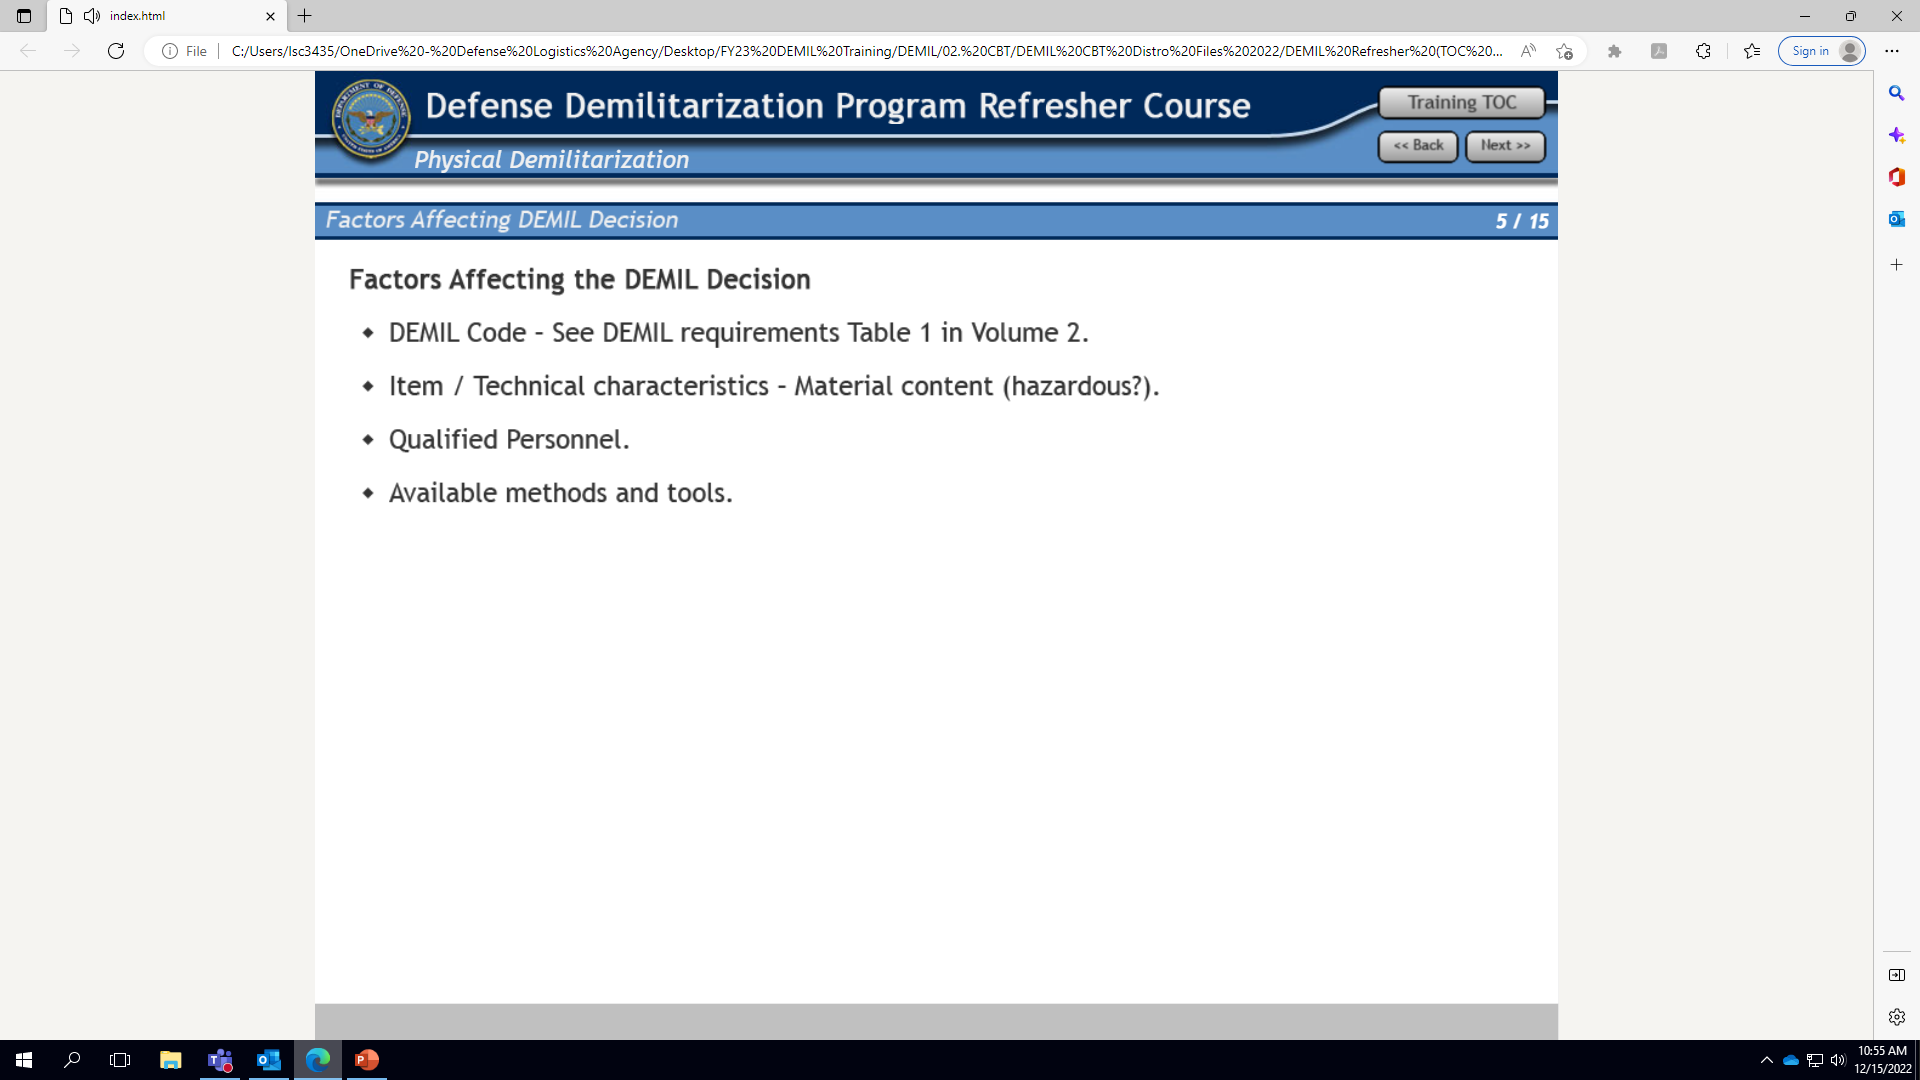 index.html
File
C:/Users/lsc3435/OneDrive%20-%20Defense%20Logistics%20Agency/Desktop/FY23%20DEMIL%20Training/DEMIL/02.%20CBT/DEMIL%20CBT%20Distro%20Files%202022/DEMIL%20Refresher%20(TOC%20...
Sign in
Defense Demilitarization Program Refresher Course
Training TOC
<< Back
Next >>
Physical Demilitarization
Factors Affecting DEMIL Decision
5 / 15
Factors Affecting the DEMIL Decision
◆ DEMIL Code – See DEMIL requirements Table 1 in Volume 2.
◆ Item / Technical characteristics – Material content (hazardous?).
◆ Qualified Personnel.
◆ Available methods and tools.
10:55 AM
12/15/2022